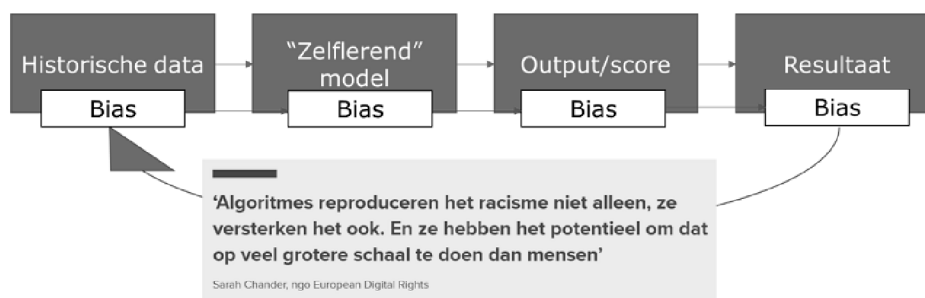 Historische data
Bias
“Zelflerend”
model
Bias
Output/score
Bias
Resultaat
Bias
‘Algoritmes reproduceren het racisme niet alleen, ze
versterken het ook. En ze hebben het potentieel om dat
op veel grotere schaal te doen dan mensen’
Sarah Chander, ngo European Digital Rights